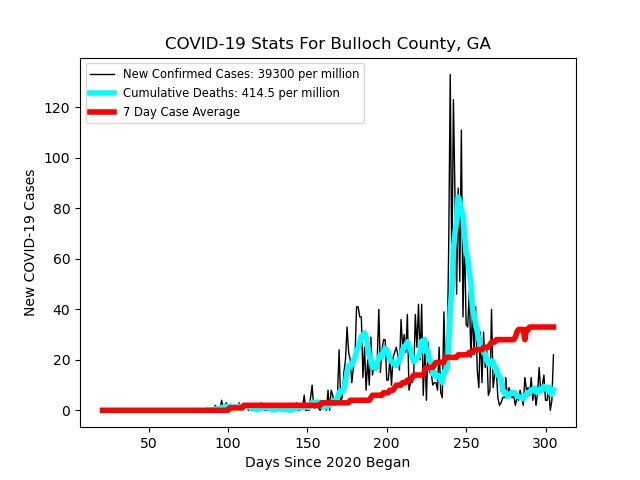 COVID-19 Stats For Bulloch County, GA
New Confirmed Cases: 39300 per million
Cumulative Deaths: 414.5 per million
7 Day Case Average
New COVID-19 Cases
120
100
80
60
40
20
0
50 100 150 200 250 300
Days Since 2020 Began